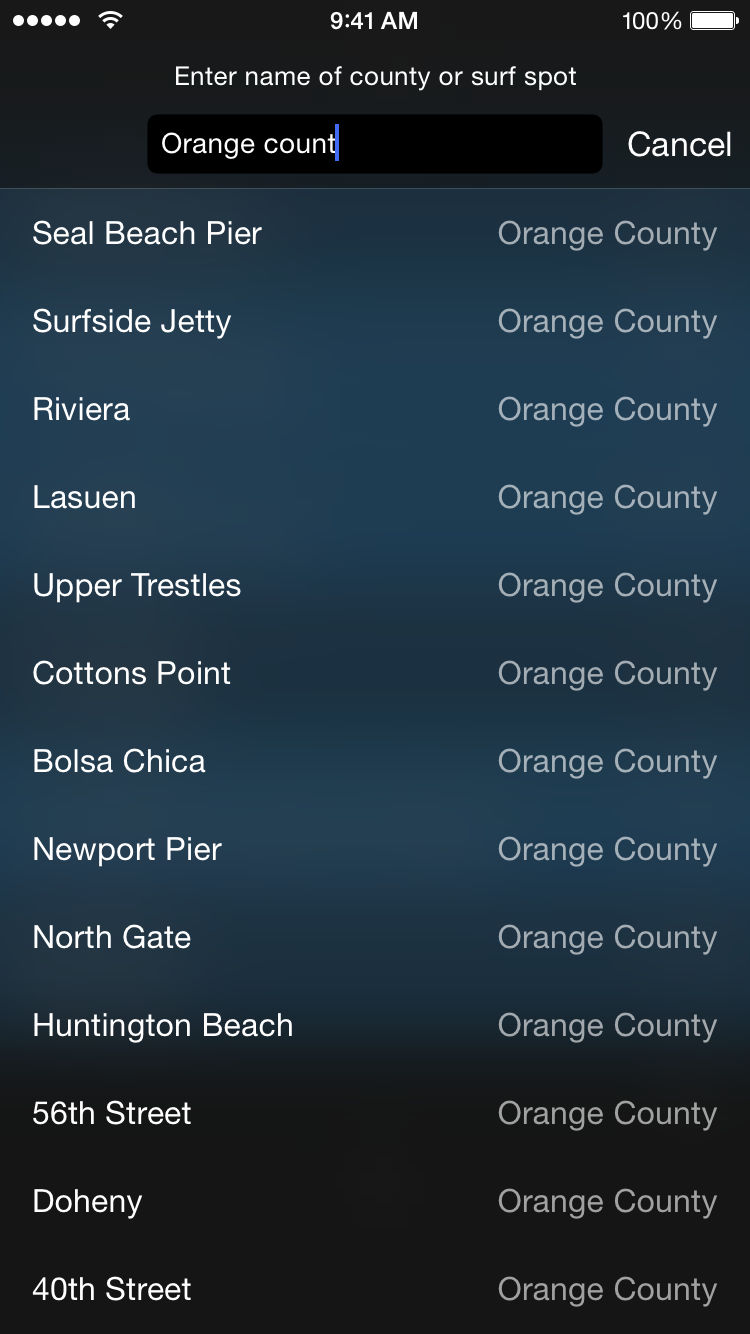 9:41 AM 100%
Enter name of county or surf spot
Orange count Cancel
Seal Beach Pier Orange County
Surfside Jetty Orange County
Riviera Orange County
Lasuen Orange County
Upper Trestles Orange County
Cottons Point Orange County
Bolsa Chica Orange County
Newport Pier Orange County
North Gate Orange County
Huntington Beach Orange County
56th Street Orange County
Doheny Orange County
40th Street Orange County